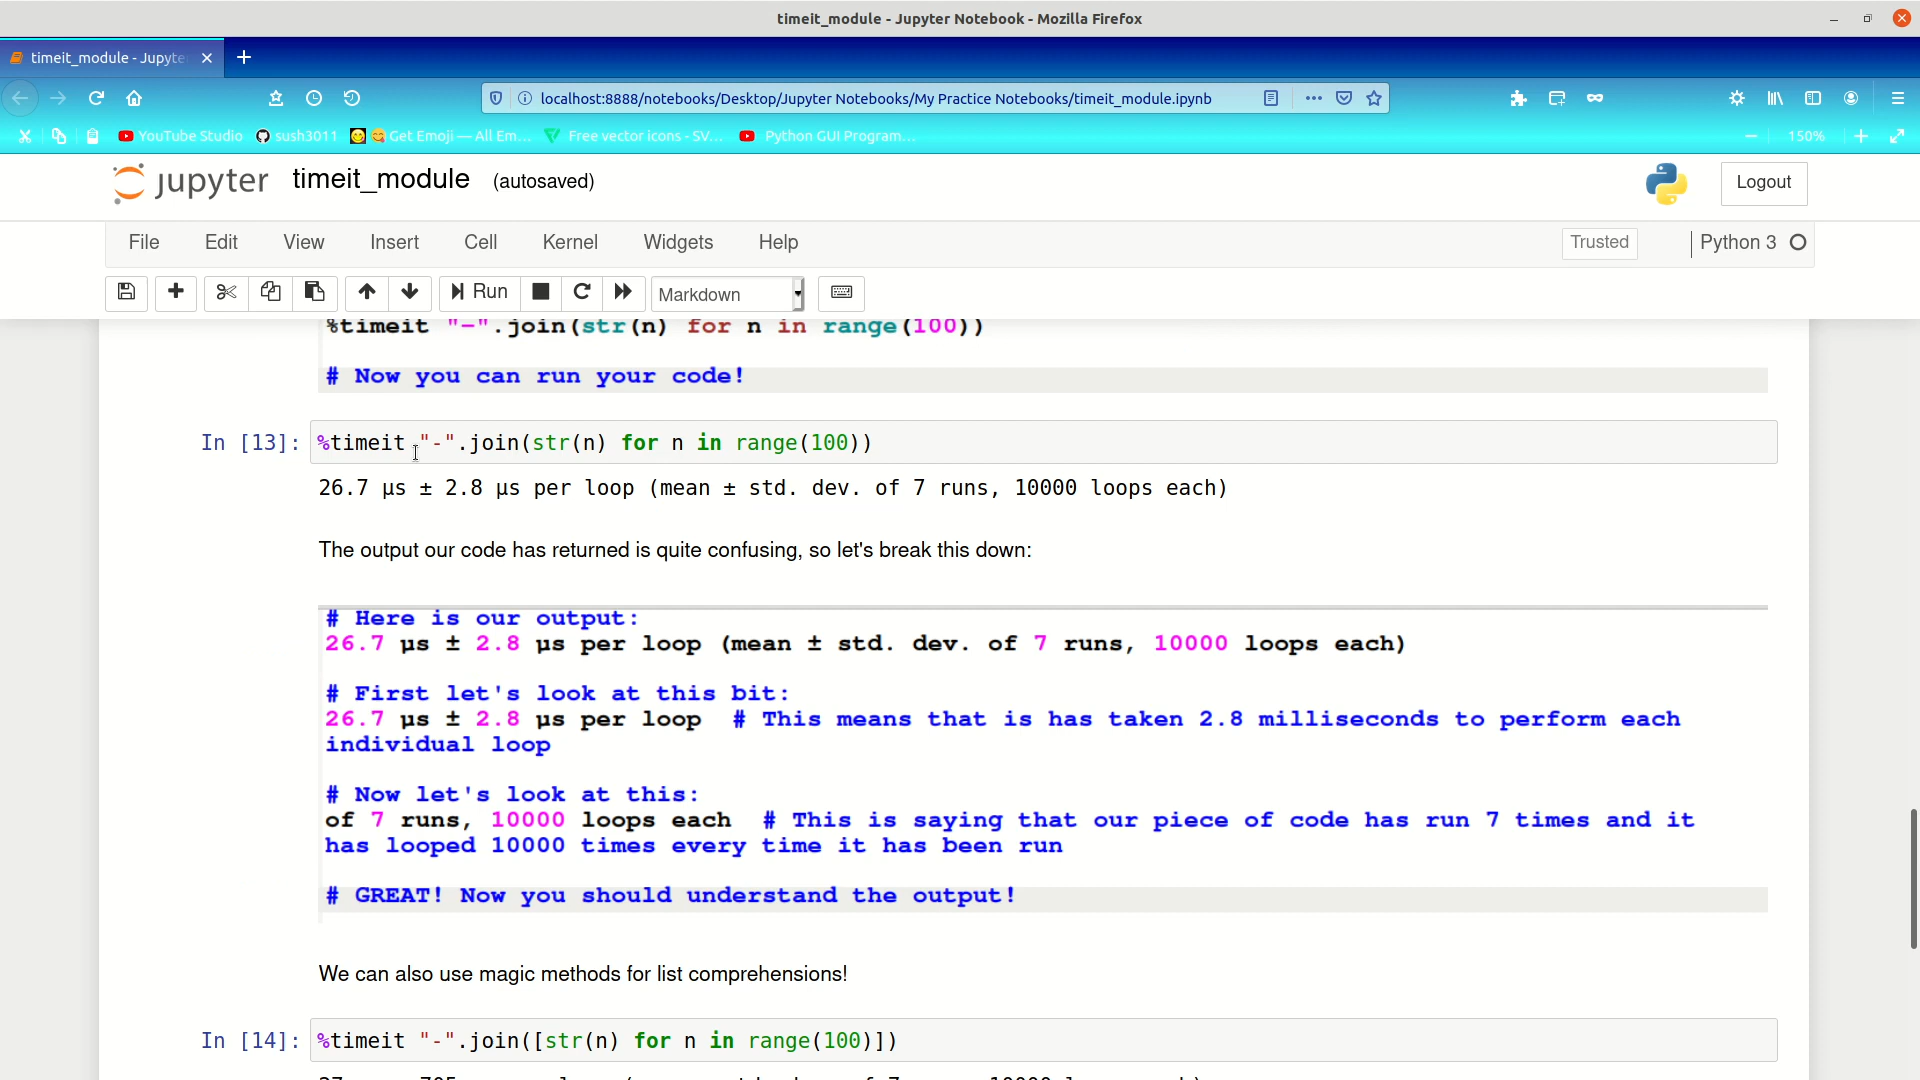 timeit_module - Jupyter Notebook - Mozilla Firefox
timeit_module - Jupyte
localhost:8888/notebooks/Desktop/Jupyter Notebooks/My Practice Notebooks/timeit_module.ipynb
YouTube Studio sush3011 Get Emoji — All Em… Free vector icons - SV… Python GUI Program… 150%
jupyter timeit_module (autosaved) Logout
File Edit View Insert Cell Kernel Widgets Help Trusted Python 3
Run Markdown
%timeit "-".join(str(n) for n in range(100))
# Now you can run your code!
In [13]: %timeit "-".join(str(n) for n in range(100))
26.7 µs ± 2.8 µs per loop (mean ± std. dev. of 7 runs, 10000 loops each)
The output our code has returned is quite confusing, so let's break this down:
# Here is our output:
26.7 µs ± 2.8 µs per loop (mean ± std. dev. of 7 runs, 10000 loops each)
# First let's look at this bit:
26.7 µs ± 2.8 µs per loop # This means that is has taken 2.8 milliseconds to perform each
individual loop
# Now let's look at this:
of 7 runs, 10000 loops each # This is saying that our piece of code has run 7 times and it
has looped 10000 times every time it has been run
# GREAT! Now you should understand the output!
We can also use magic methods for list comprehensions!
In [14]: %timeit "-".join([str(n) for n in range(100)])